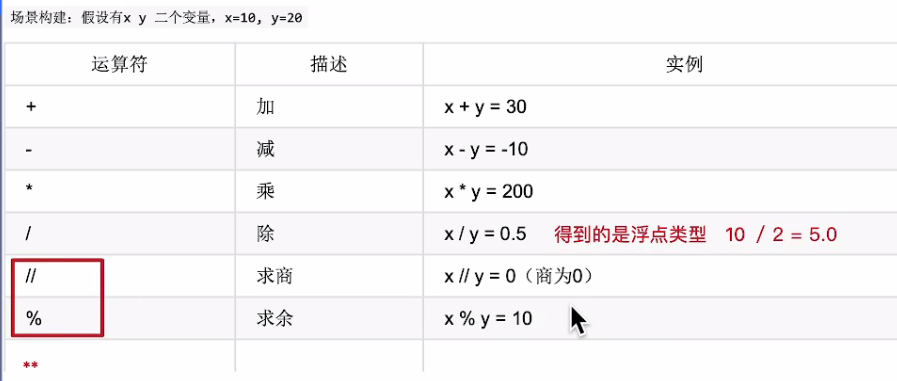 场景构建：假设有x y 二个变量，x=10, y=20
运算符 描述 实例
+ 加 x + y = 30
- 减 x - y = -10
* 乘 x * y = 200
/ 除 x / y = 0.5 得到的是浮点类型 10 / 2 = 5.0
// 求商 x // y = 0（商为0）
% 求余 x % y = 10
**